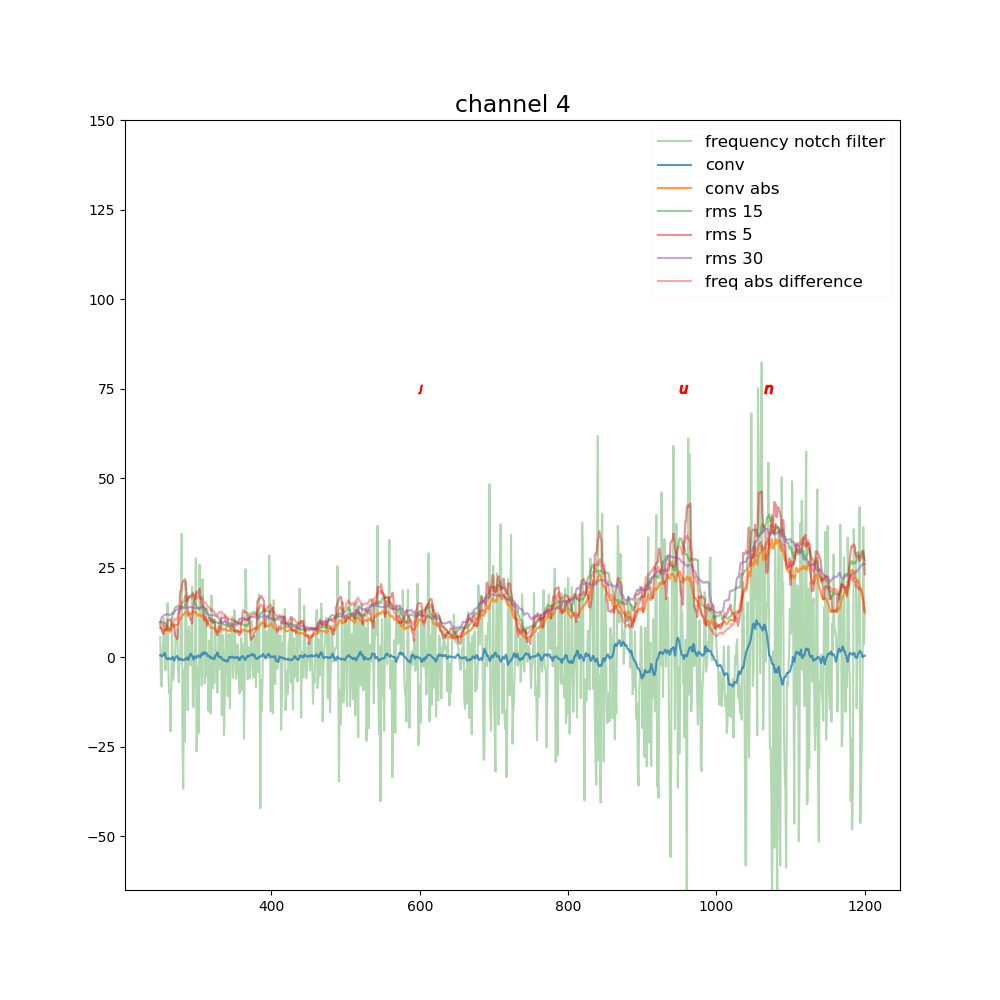 channel 4
150
125
100
75
50
25
0
−25
−50
400 600 800 1000 1200
frequency notch filter
conv
conv abs
rms 15
rms 5
rms 30
freq abs difference
u n